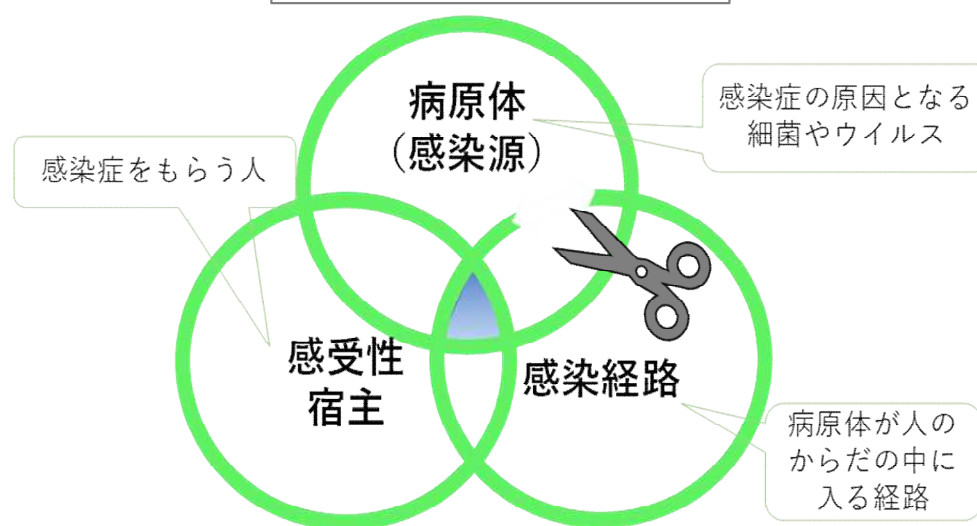 病原体
（感染源）
感染症の原因となる
細菌やウイルス
感染症をもらう人
感受性
宿主
感染経路
病原体が人の
からだの中に
入る経路